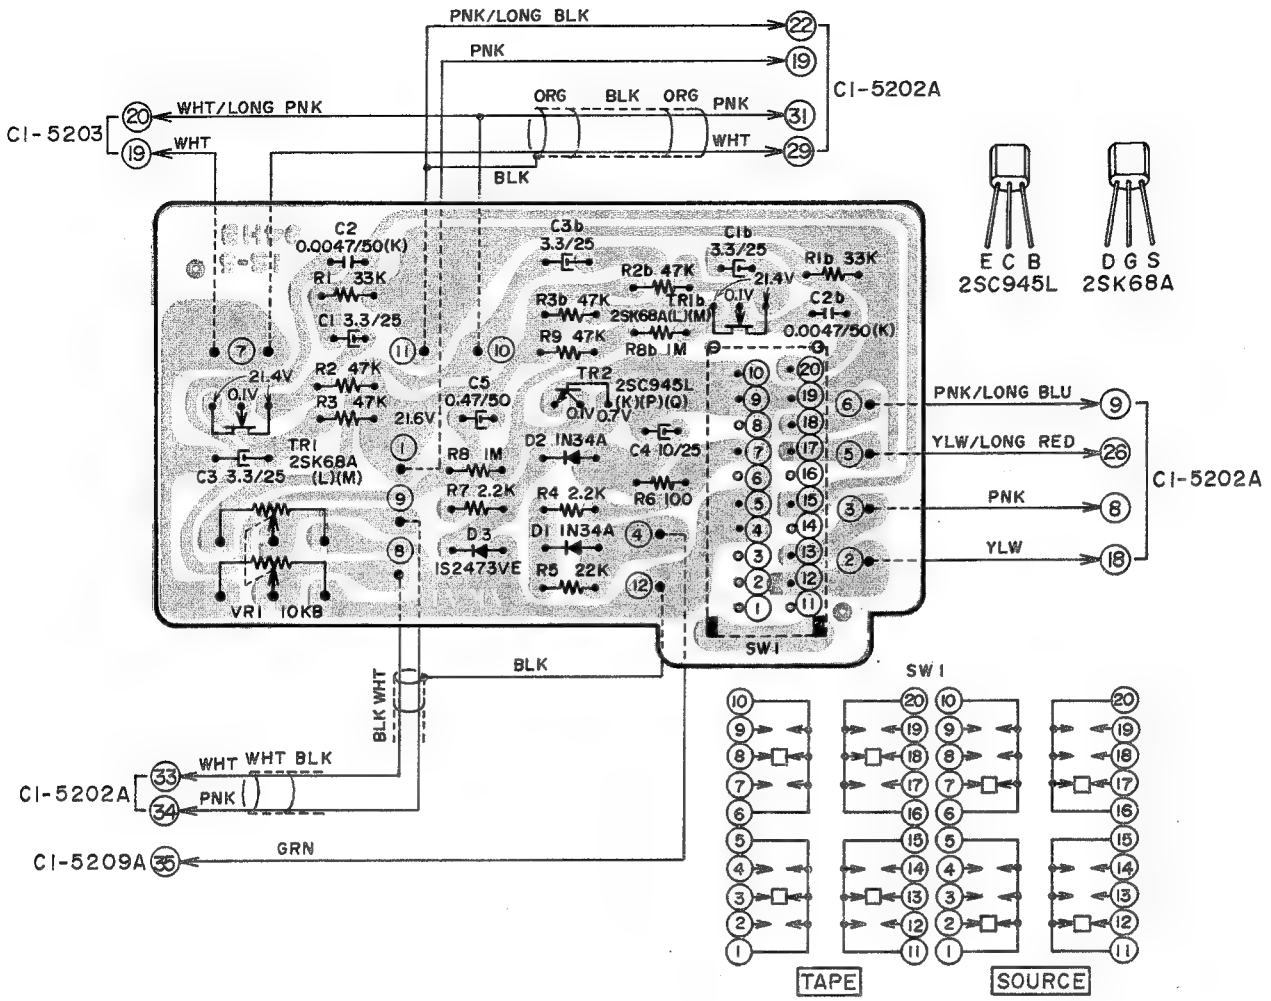 PNK/LONG BLK
22
PNK
19
CI-5202A
ORG BLK ORG
PNK
31
WHT
29
CI-5203
20
WHT/LONG PNK
19
WHT
BLK
E C B
2SC945L
D G S
2SK68A
C2
0.0047/50(K)
R1 33K
C1 3.3/25
C3b
3.3/25
R2b 47K
R3b 47K
R9 47K
C1b
3.3/25
21.4V
0.1V
TR1b
2SK68A(L)(M)
R8b 1M
R1b 33K
C2b
0.0047/50(K)
7
11
10
R2 47K
R3 47K
21.4V
0.1V
TR1
2SK68A
(L)(M)
C3 3.3/25
21.6V
C5
0.47/50
TR2
2SC945L
(K)(P)(Q)
0.1V 0.7V
C4 10/25
1
9
8
R8 1M
R7 2.2K
D3
1S2473VE
D2 1N34A
R4 2.2K
D1 1N34A
R5 22K
R6 100
4
12
VR1 10KB
10 20
9 19
8 18
7 17
6 16
5 15
4 14
3 13
2 12
1 11
SW1
6
PNK/LONG BLU
9
5
YLW/LONG RED
26
3
PNK
8
2
YLW
18
CI-5202A
BLK
BLK WHT
CI-5202A
33
WHT WHT BLK
34
PNK
CI-5209A
35
GRN
SW1
10 20 10 20
9 19 9 19
8 18 8 18
7 17 7 17
6 16 6 16
5 15 5 15
4 14 4 14
3 13 3 13
2 12 2 12
1 11 1 11
TAPE
SOURCE